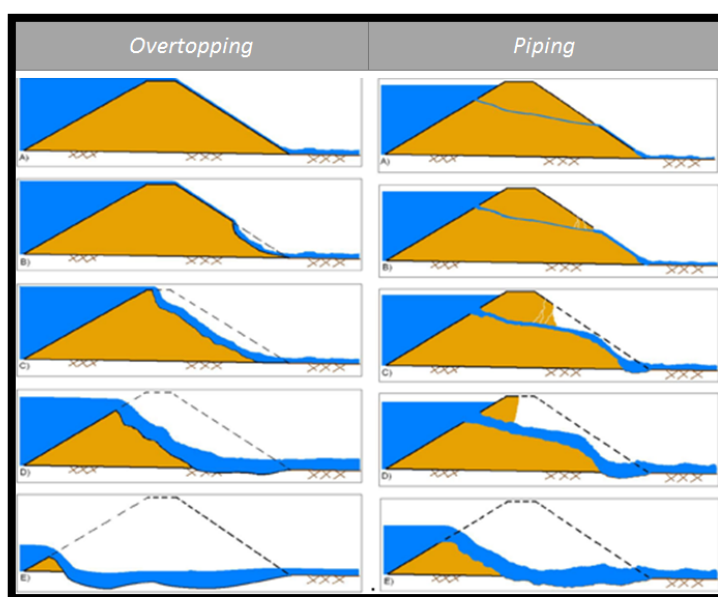 Overtopping Piping
A) A)
B) B)
C) C)
D) D)
E) E)